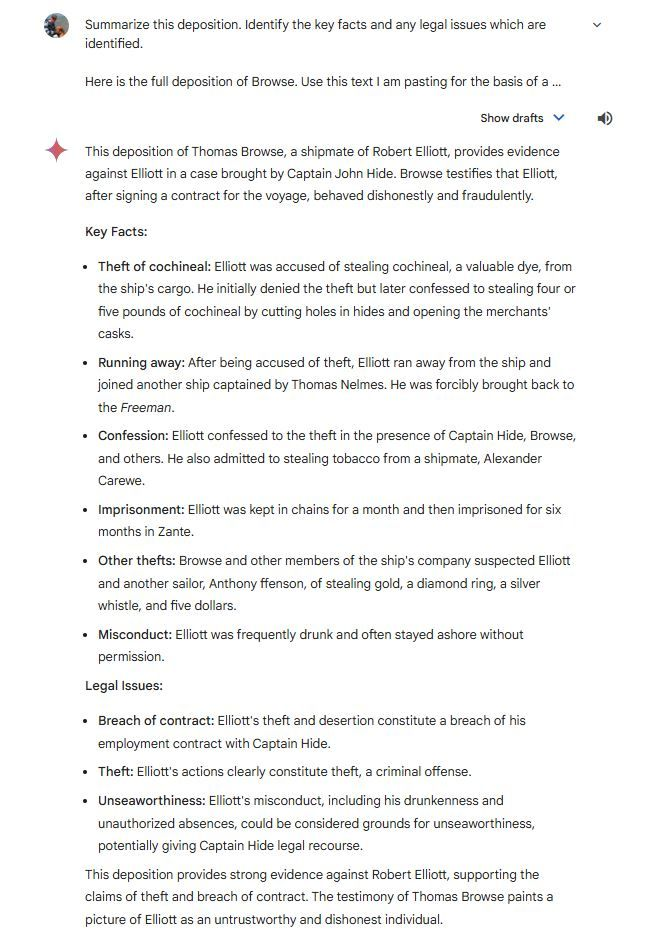 Summarize this deposition. Identify the key facts and any legal issues which are
identified.
Here is the full deposition of Browse. Use this text I am pasting for the basis of a ...
Show drafts
This deposition of Thomas Browse, a shipmate of Robert Elliott, provides evidence
against Elliott in a case brought by Captain John Hide. Browse testifies that Elliott,
after signing a contract for the voyage, behaved dishonestly and fraudulently.
Key Facts:
• Theft of cochineal: Elliott was accused of stealing cochineal, a valuable dye, from
the ship's cargo. He initially denied the theft but later confessed to stealing four or
five pounds of cochineal by cutting holes in hides and opening the merchants'
casks.
• Running away: After being accused of theft, Elliott ran away from the ship and
joined another ship captained by Thomas Nelmes. He was forcibly brought back to
the Freeman.
• Confession: Elliott confessed to the theft in the presence of Captain Hide, Browse,
and others. He also admitted to stealing tobacco from a shipmate, Alexander
Carewe.
• Imprisonment: Elliott was kept in chains for a month and then imprisoned for six
months in Zante.
• Other thefts: Browse and other members of the ship's company suspected Elliott
and another sailor, Anthony ffenson, of stealing gold, a diamond ring, a silver
whistle, and five dollars.
• Misconduct: Elliott was frequently drunk and often stayed ashore without
permission.
Legal Issues:
• Breach of contract: Elliott's theft and desertion constitute a breach of his
employment contract with Captain Hide.
• Theft: Elliott's actions clearly constitute theft, a criminal offense.
• Unseaworthiness: Elliott's misconduct, including his drunkenness and
unauthorized absences, could be considered grounds for unseaworthiness,
potentially giving Captain Hide legal recourse.
This deposition provides strong evidence against Robert Elliott, supporting the
claims of theft and breach of contract. The testimony of Thomas Browse paints a
picture of Elliott as an untrustworthy and dishonest individual.